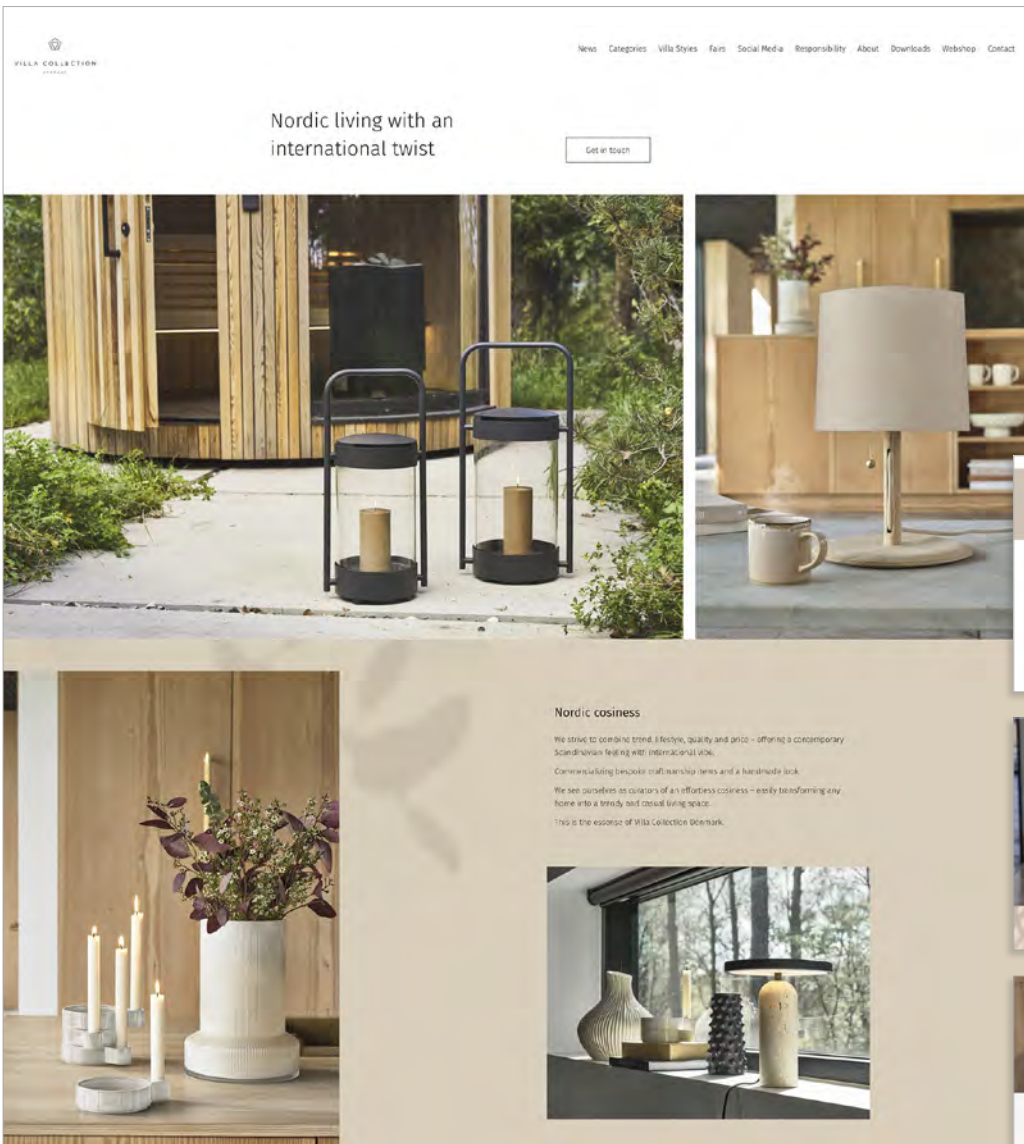 VILLA COLLECTION
DENMARK
News Categories Villa Styles Fairs Social Media Responsibility About Downloads Webshop Contact
Nordic living with an
international twist
Get in touch
Nordic cosiness
We strive to combine trend, lifestyle, quality and price – offering a contemporary
Scandinavian feeling with international vibe.
Commercializing bespoke craftmanship items and a handmade look.
We see ourselves as curators of an effortless cosiness – easily transforming any
home into a trendy and casual living space.
This is the essense of Villa Collection Denmark.